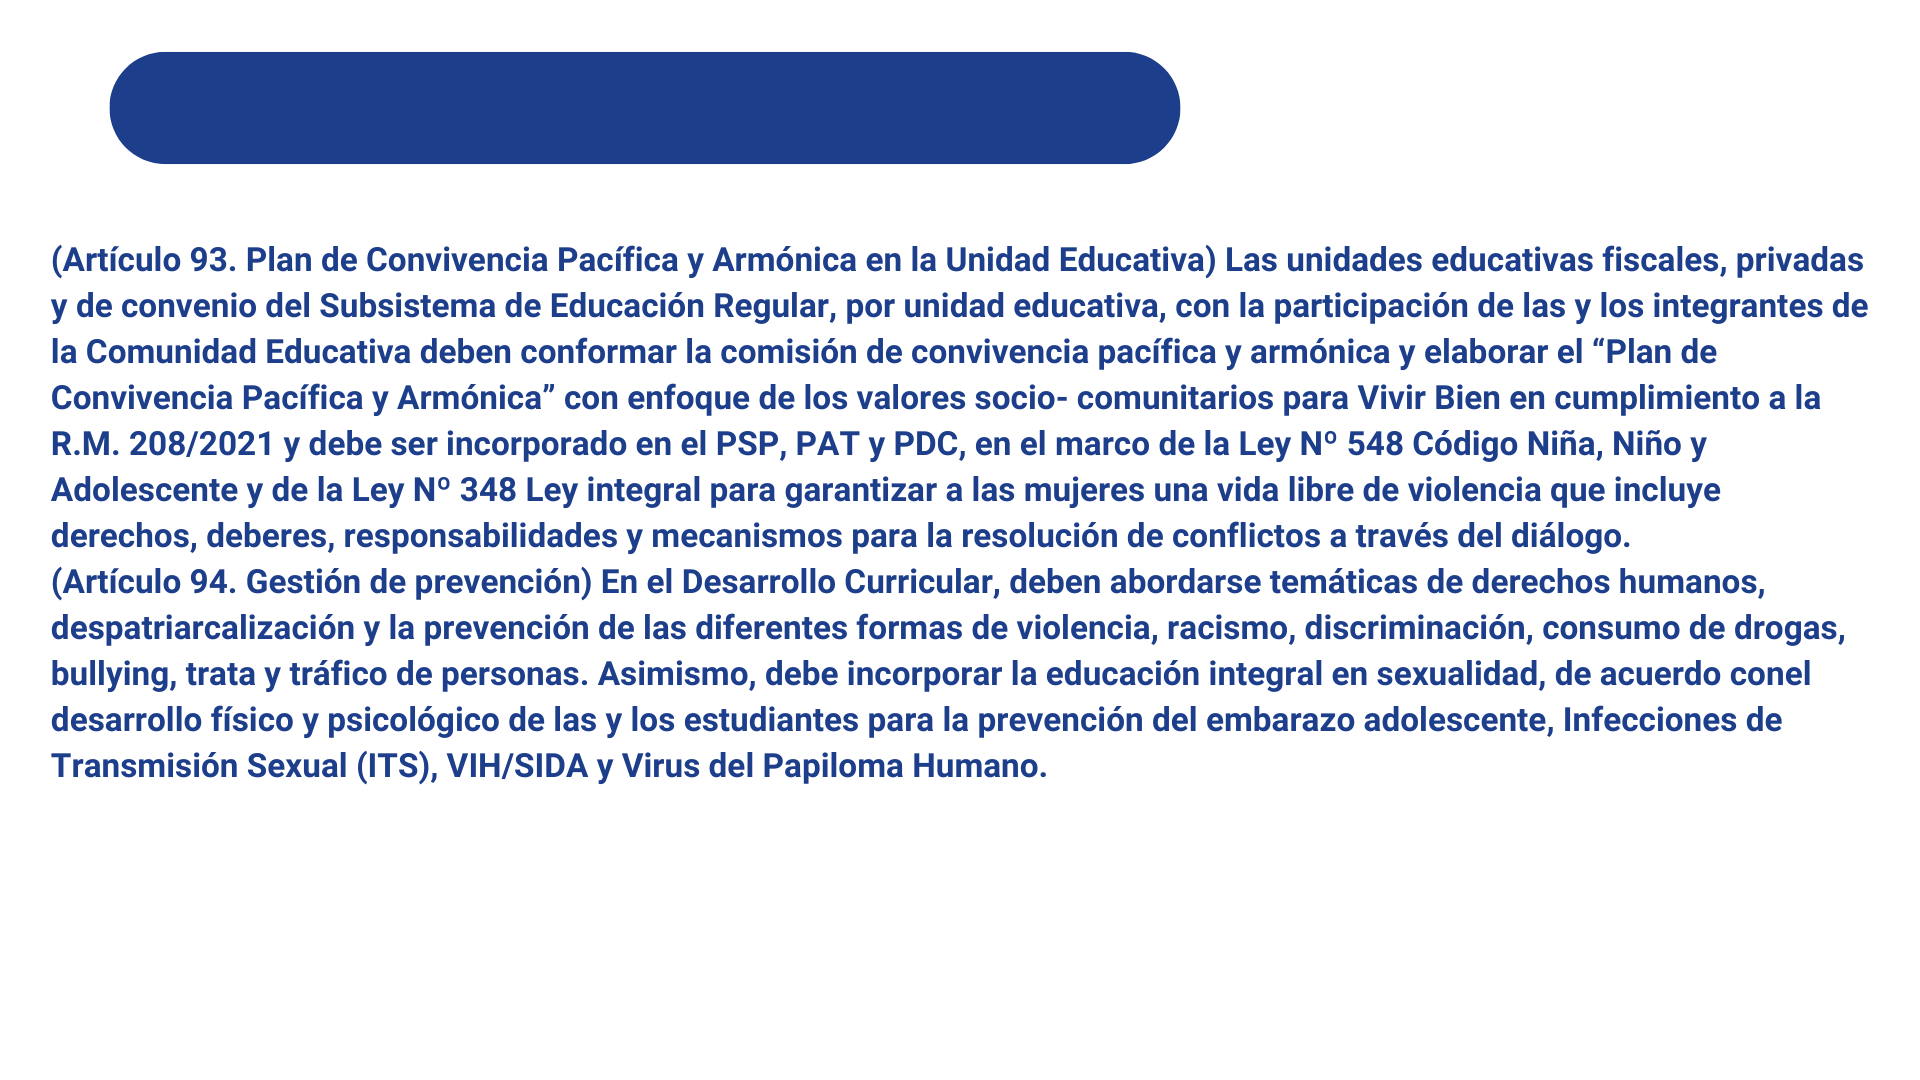 (Artículo 93. Plan de Convivencia Pacífica y Armónica en la Unidad Educativa) Las unidades educativas fiscales, privadas
y de convenio del Subsistema de Educación Regular, por unidad educativa, con la participación de las y los integrantes de
la Comunidad Educativa deben conformar la comisión de convivencia pacífica y armónica y elaborar el “Plan de
Convivencia Pacífica y Armónica” con enfoque de los valores socio- comunitarios para Vivir Bien en cumplimiento a la
R.M. 208/2021 y debe ser incorporado en el PSP, PAT y PDC, en el marco de la Ley Nº 548 Código Niña, Niño y
Adolescente y de la Ley Nº 348 Ley integral para garantizar a las mujeres una vida libre de violencia que incluye
derechos, deberes, responsabilidades y mecanismos para la resolución de conflictos a través del diálogo.
(Artículo 94. Gestión de prevención) En el Desarrollo Curricular, deben abordarse temáticas de derechos humanos,
despatriarcalización y la prevención de las diferentes formas de violencia, racismo, discriminación, consumo de drogas,
bullying, trata y tráfico de personas. Asimismo, debe incorporar la educación integral en sexualidad, de acuerdo conel
desarrollo físico y psicológico de las y los estudiantes para la prevención del embarazo adolescente, Infecciones de
Transmisión Sexual (ITS), VIH/SIDA y Virus del Papiloma Humano.